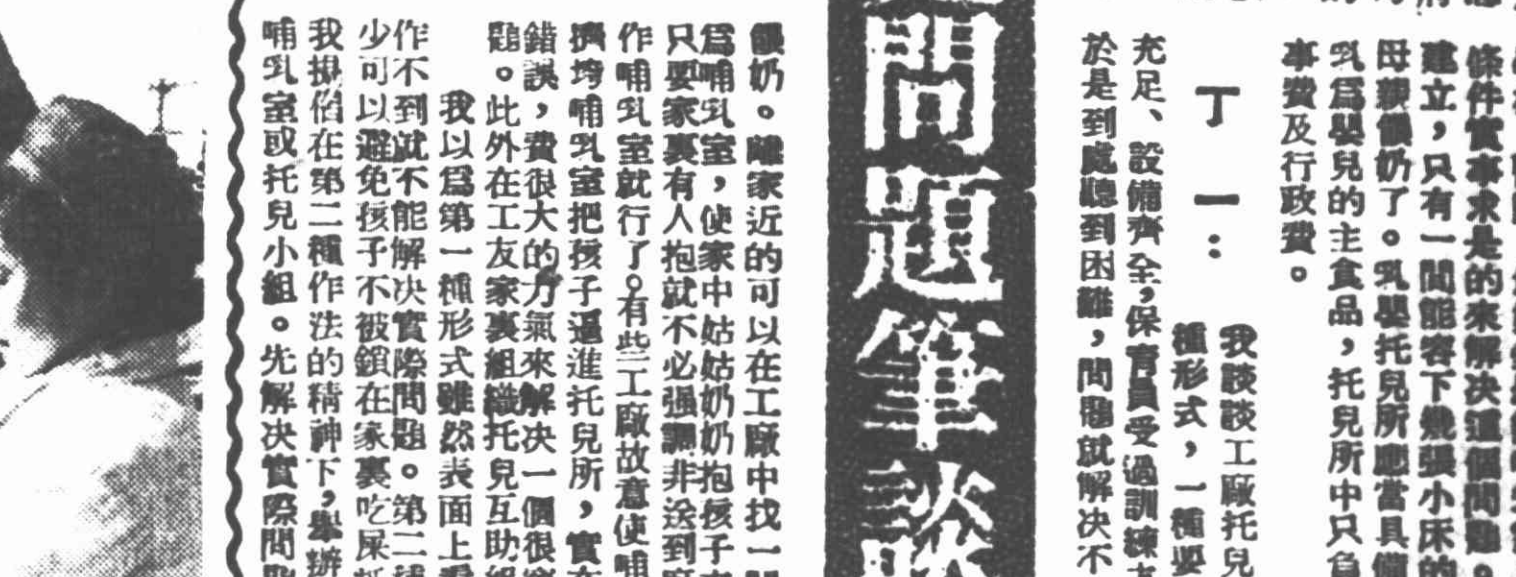 條件實事求是的來解決這個問題。
建立，只有一間能容下幾張小床的
母親餵奶了。乳嬰托兒所應當具備
乳爲嬰兒的主食品，托兒所中只負
事費及行政費。
丁一：
我談談工廠托兒
種形式，一種要
充足、設備齊全，保育員受過訓練
於是到處聽到困難，問題就解決不
問題筆談
餵奶。離家近的可以在工廠中找一間
爲哺乳室，使家中姑姑奶奶抱孩子
只要家裏有人抱就不必强調非送到
作哺乳室就行了。有些工廠故意使哺
擠垮哺乳室把孩子逼進托兒所，實在
錯誤，費很大的力氣來解决一個很
題。此外在工友家裏組織托兒互助組
我以爲第一種形式雖然表面上看
作不到就不能解决實際問題。第二種
少可以避免孩子不被鎖在家裏吃屎
我提倡在第二種作法的精神下，舉辦
哺乳室或托兒小組。先解决實際問題